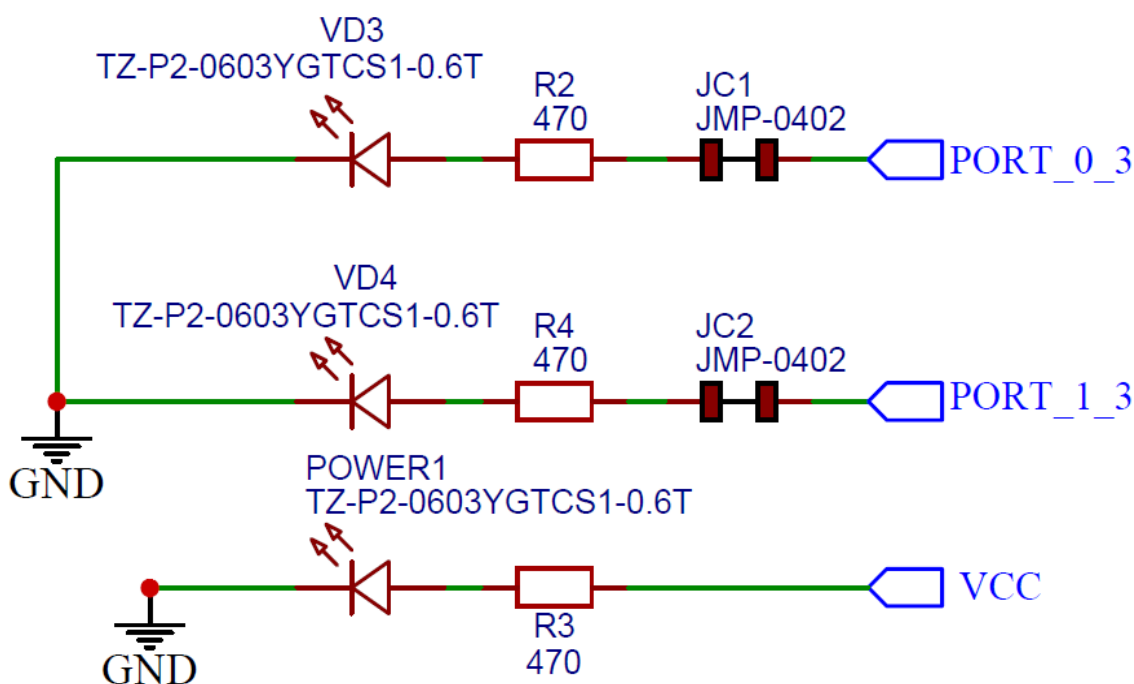 VD3
TZ-P2-0603YGTCS1-0.6T
R2
470
JC1
JMP-0402
PORT_0_3
VD4
TZ-P2-0603YGTCS1-0.6T
R4
470
JC2
JMP-0402
PORT_1_3
GND
POWER1
TZ-P2-0603YGTCS1-0.6T
VCC
R3
470
GND